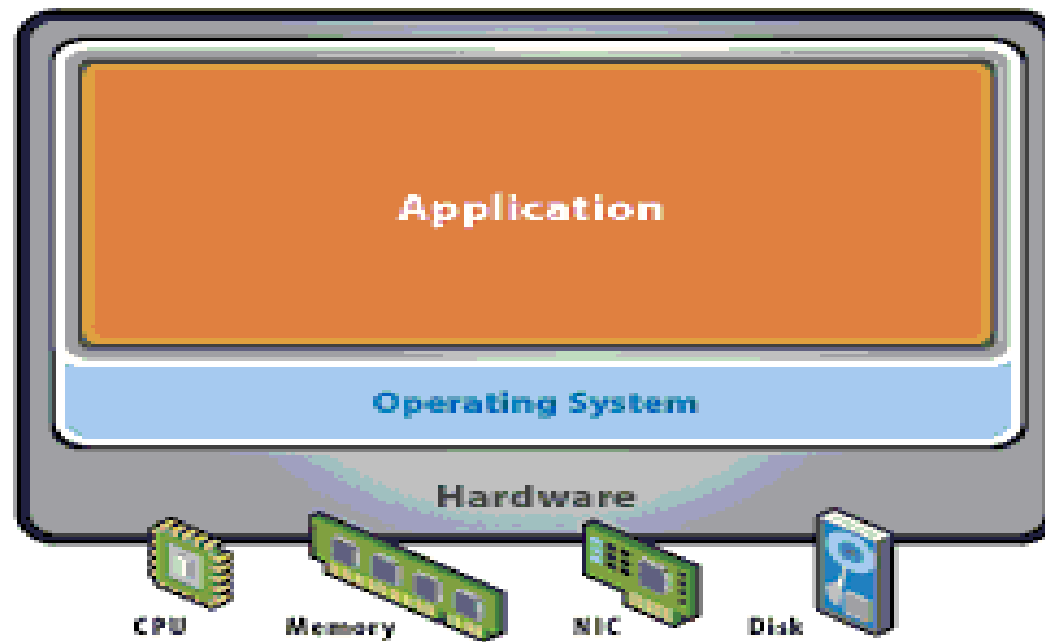 Application
Operating System
Hardware
CPU Memory NIC Disk